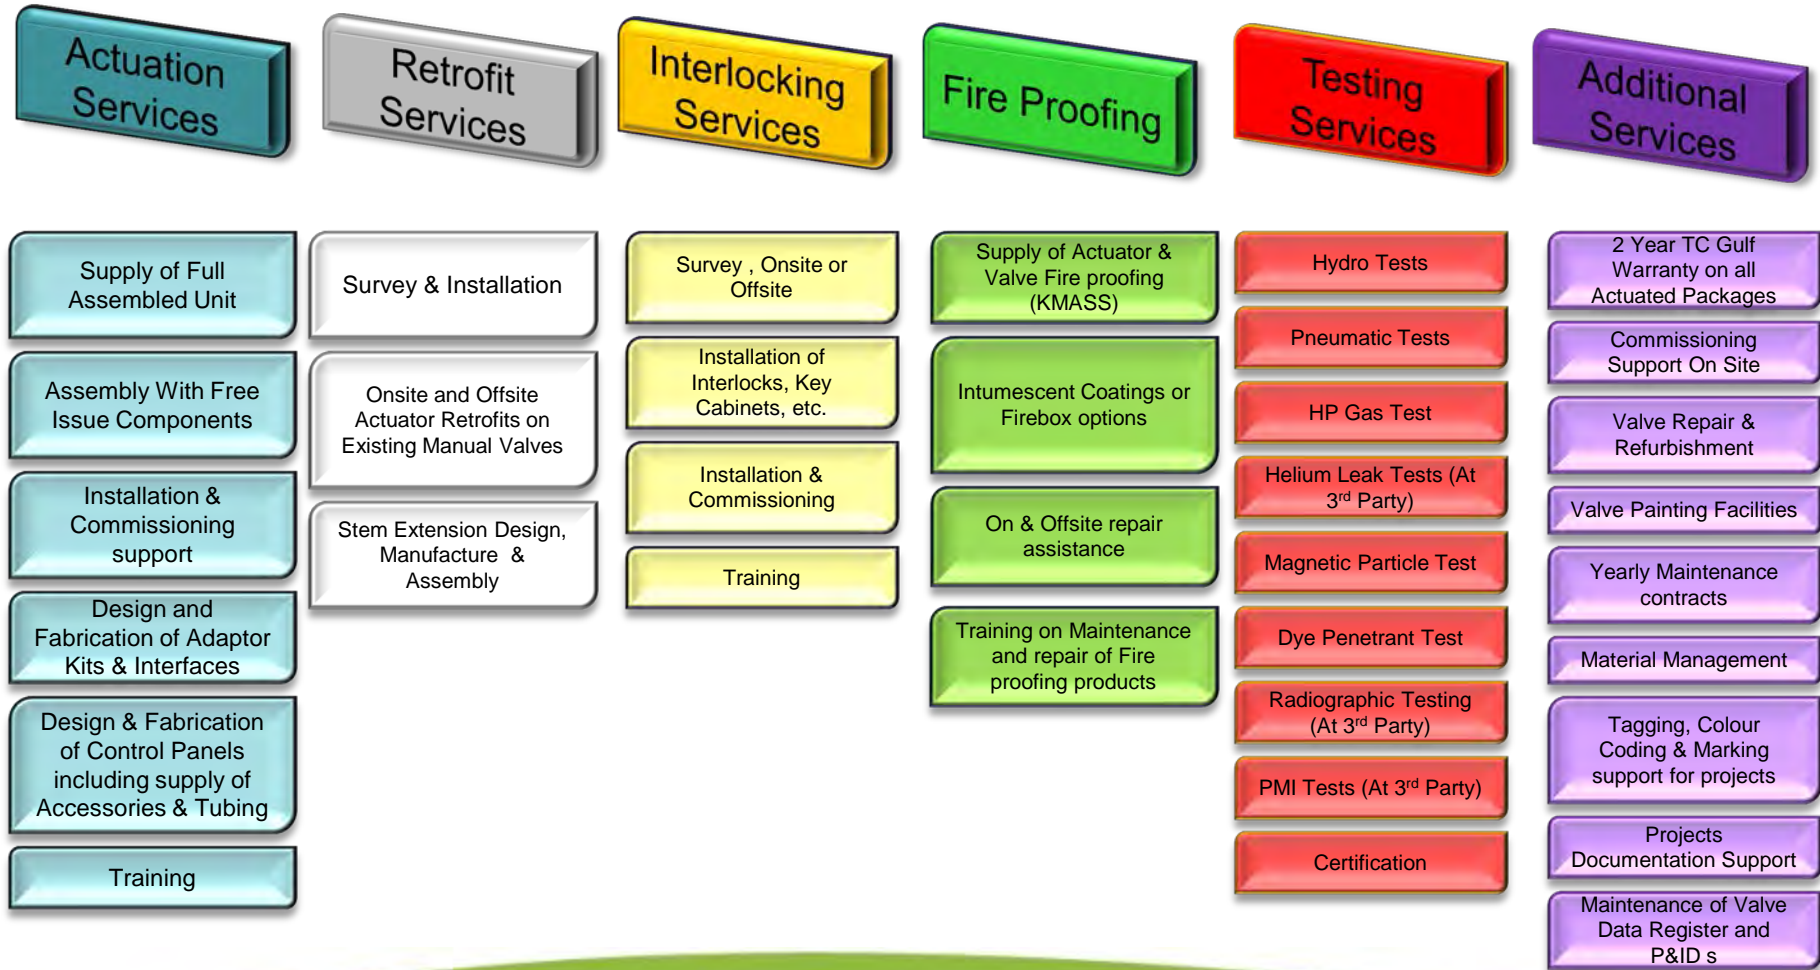 Actuation
Services
Retrofit
Services
Interlocking
Services
Fire Proofing
Testing
Services
Additional
Services
Supply of Full
Assembled Unit
Assembly With Free
Issue Components
Installation &
Commissioning
support
Design and
Fabrication of Adaptor
Kits & Interfaces
Design & Fabrication
of Control Panels
including supply of
Accessories & Tubing
Training
Survey & Installation
Onsite and Offsite
Actuator Retrofits on
Existing Manual Valves
Stem Extension Design,
Manufacture &
Assembly
Survey , Onsite or
Offsite
Installation of
Interlocks, Key
Cabinets, etc.
Installation &
Commissioning
Training
Supply of Actuator &
Valve Fire proofing
(KMASS)
Intumescent Coatings or
Firebox options
On & Offsite repair
assistance
Training on Maintenance
and repair of Fire
proofing products
Hydro Tests
Pneumatic Tests
HP Gas Test
Helium Leak Tests (At
3rd Party)
Magnetic Particle Test
Dye Penetrant Test
Radiographic Testing
(At 3rd Party)
PMI Tests (At 3rd Party)
Certification
2 Year TC Gulf
Warranty on all
Actuated Packages
Commissioning
Support On Site
Valve Repair &
Refurbishment
Valve Painting Facilities
Yearly Maintenance
contracts
Material Management
Tagging, Colour
Coding & Marking
support for projects
Projects
Documentation Support
Maintenance of Valve
Data Register and
P&ID s